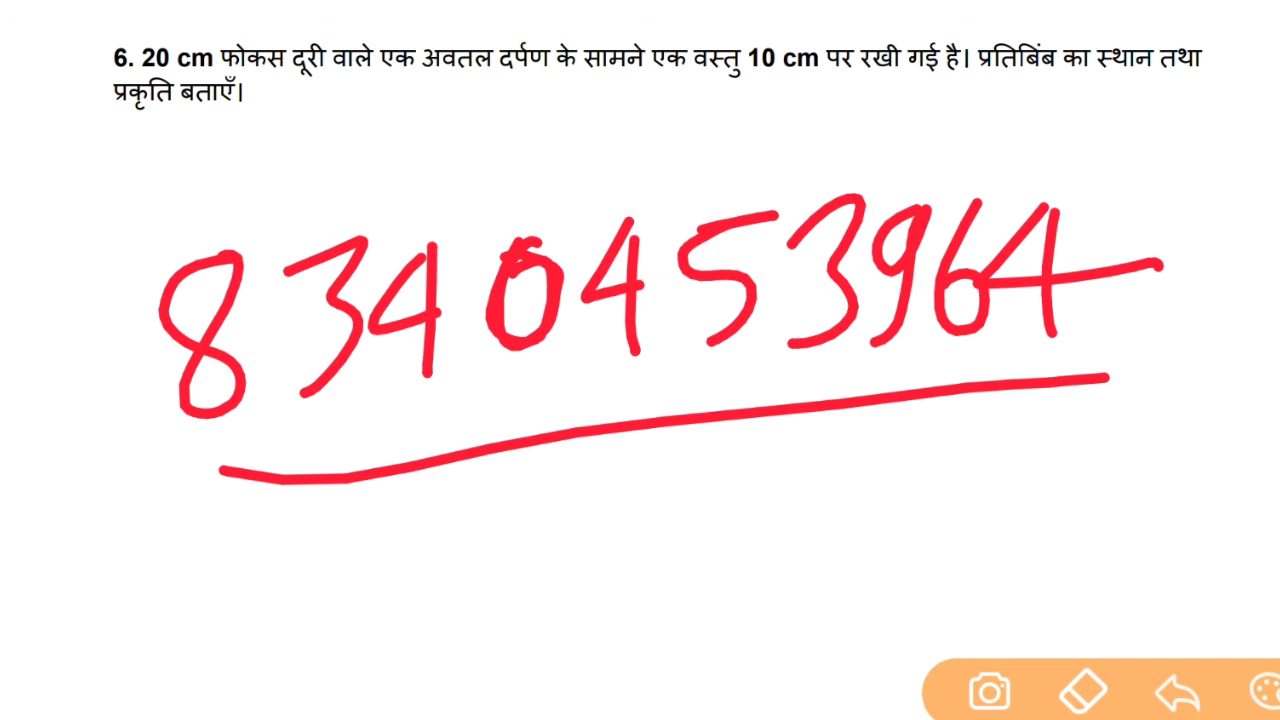 6. 20 cm फोकस दूरी वाले एक अवतल दर्पण के सामने एक वस्तु 10 cm पर रखी गई है। प्रतिबिंब का स्थान तथा
प्रकृति बताएँ।
8340453964